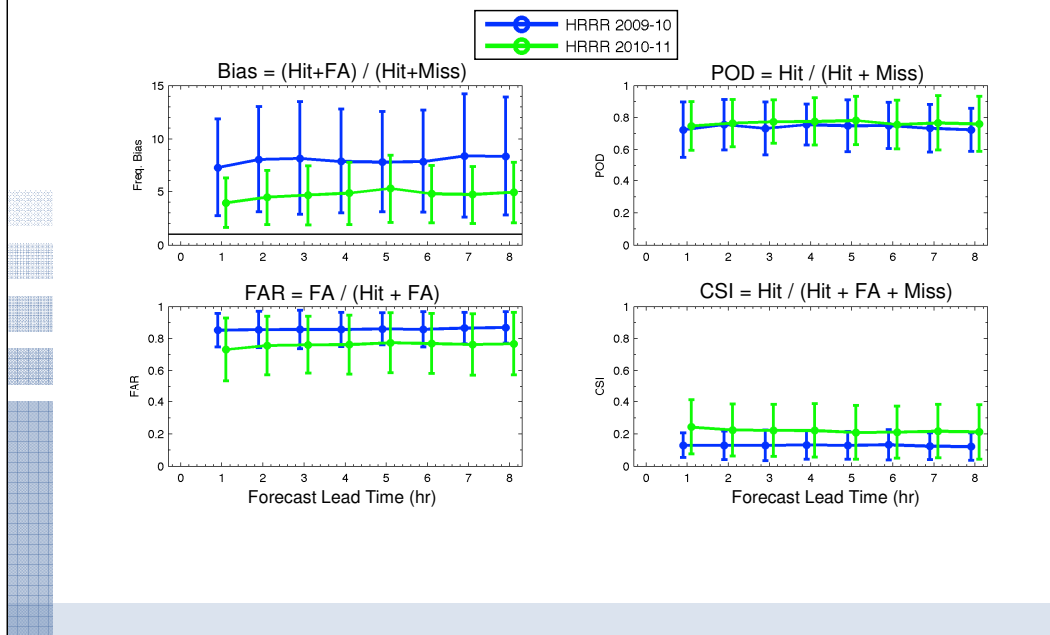 HRRR 2009-10
HRRR 2010-11
Bias = (Hit+FA) / (Hit+Miss)
15
10
5
0
Freq. Bias
0 1 2 3 4 5 6 7 8
POD = Hit / (Hit + Miss)
1
0.8
0.6
0.4
0.2
0
POD
0 1 2 3 4 5 6 7 8
FAR = FA / (Hit + FA)
1
0.8
0.6
0.4
0.2
0
FAR
0 1 2 3 4 5 6 7 8
Forecast Lead Time (hr)
CSI = Hit / (Hit + FA + Miss)
1
0.8
0.6
0.4
0.2
0
CSI
0 1 2 3 4 5 6 7 8
Forecast Lead Time (hr)